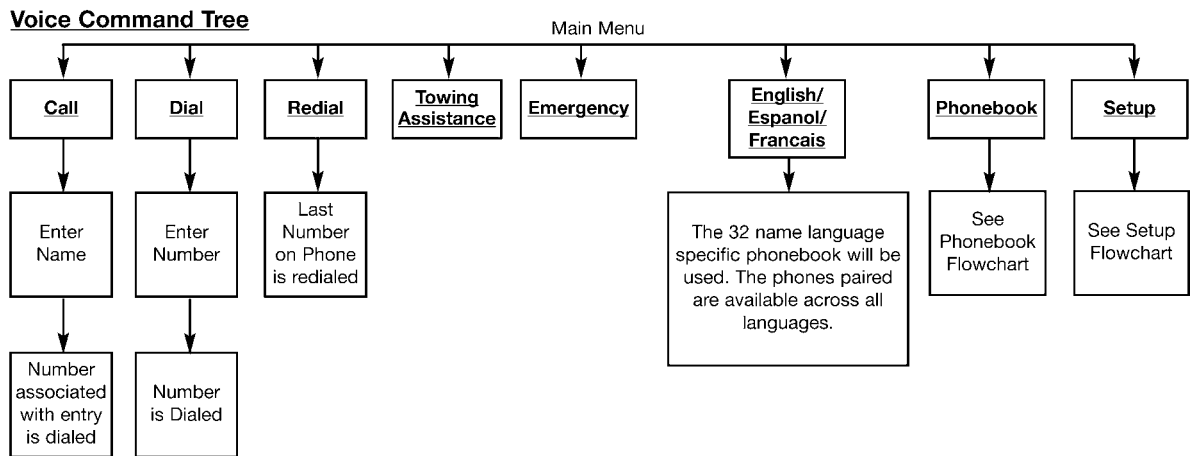 Voice Command Tree
Main Menu
Call
Dial
Redial
Towing
Assistance
Emergency
English/
Espanol/
Francais
Phonebook
Setup
Enter
Name
Enter
Number
Last
Number
on Phone
is redialed
The 32 name language
specific phonebook will be
used. The phones paired
are available across all
languages.
See
Phonebook
Flowchart
See Setup
Flowchart
Number
associated
with entry
is dialed
Number
is Dialed